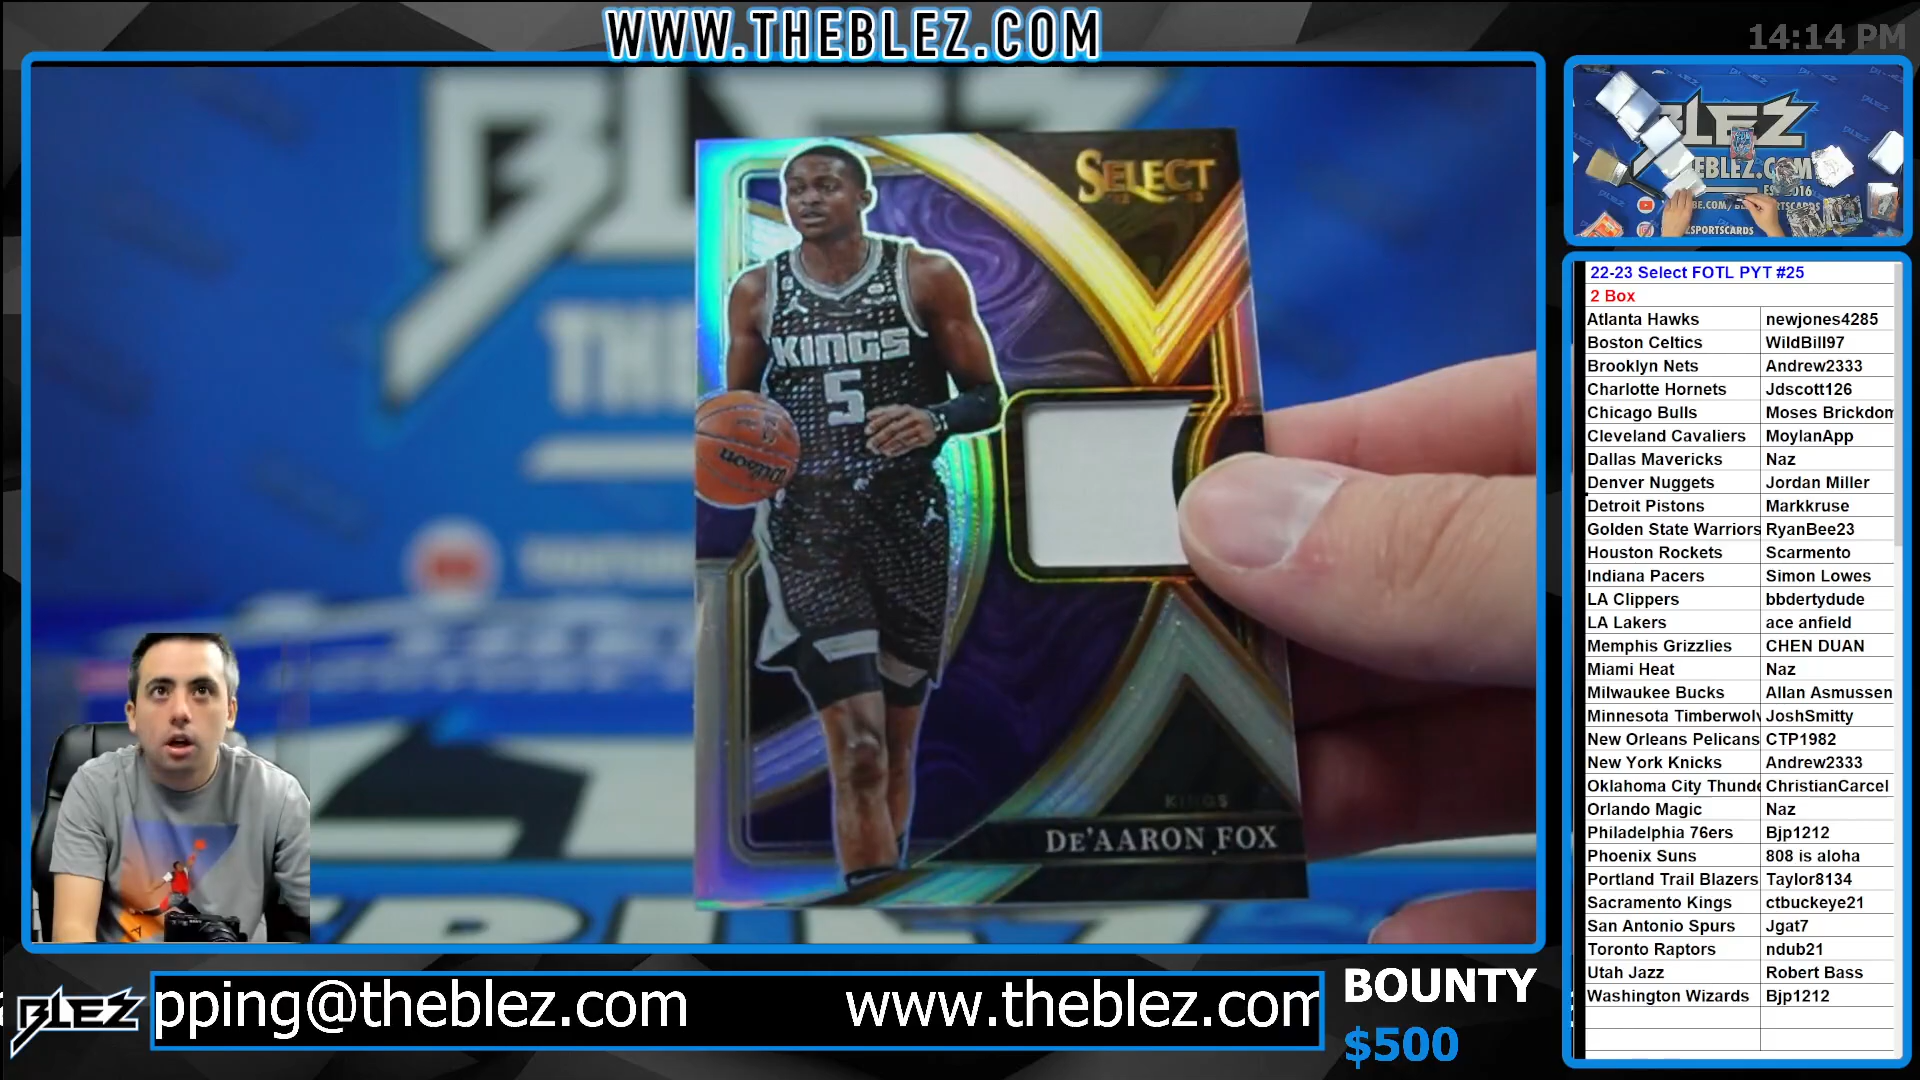 WWW.THEBLEZ.COM
14:14 PM
BLEZ
SELECT
KINGS
5
Wilson
KINGS
DE'AARON FOX
BLEZ
22-23 Select FOTL PYT #25
2 Box
Atlanta Hawks newjones4285
Boston Celtics WildBill97
Brooklyn Nets Andrew2333
Charlotte Hornets Jdscott126
Chicago Bulls Moses Brickdom
Cleveland Cavaliers MoylanApp
Dallas Mavericks Naz
Denver Nuggets Jordan Miller
Detroit Pistons Markkruse
Golden State Warriors RyanBee23
Houston Rockets Scarmento
Indiana Pacers Simon Lowes
LA Clippers bbdertydude
LA Lakers ace anfield
Memphis Grizzlies CHEN DUAN
Miami Heat Naz
Milwaukee Bucks Allan Asmussen
Minnesota Timberwolv JoshSmitty
New Orleans Pelicans CTP1982
New York Knicks Andrew2333
Oklahoma City Thunde ChristianCarcel
Orlando Magic Naz
Philadelphia 76ers Bjp1212
Phoenix Suns 808 is aloha
Portland Trail Blazers Taylor8134
Sacramento Kings ctbuckeye21
San Antonio Spurs Jgat7
Toronto Raptors ndub21
Utah Jazz Robert Bass
Washington Wizards Bjp1212
BLEZ
pping@theblez.com www.theblez.com
BOUNTY
$500